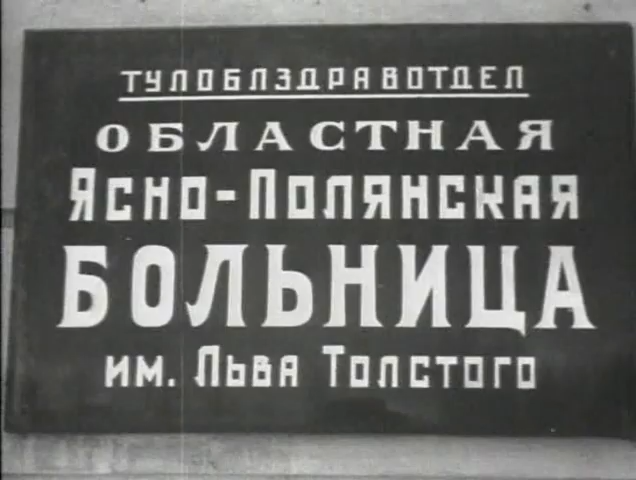 ТУЛОБЛЗДРАВОТДЕЛ
ОБЛАСТНАЯ
ЯСНО-ПОЛЯНСКАЯ
БОЛЬНИЦА
ИМ. ЛЬВА ТОЛСТОГО